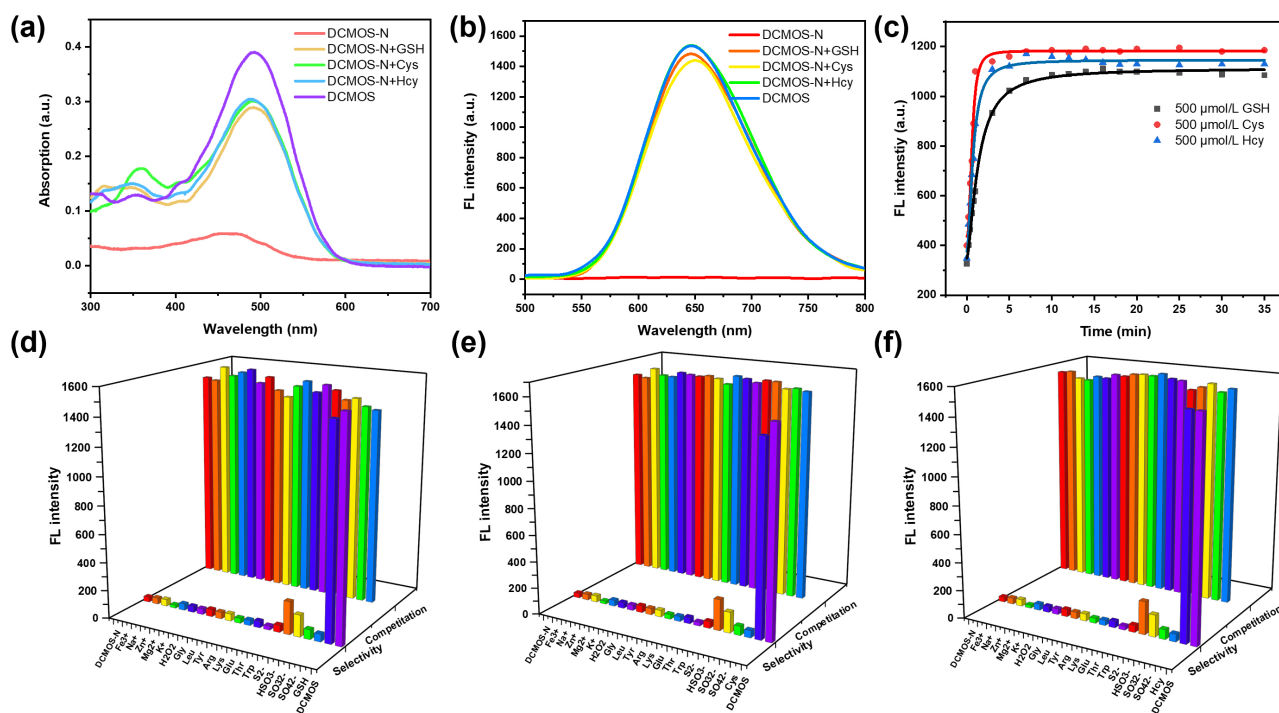 (a)
DCMOS-N
DCMOS-N+GSH
DCMOS-N+Cys
DCMOS-N+Hcy
DCMOS
0.4
0.3
0.2
0.1
0.0
Absorption (a.u.)
300 400 500 600 700
Wavelength (nm)
(b)
DCMOS-N
DCMOS-N+GSH
DCMOS-N+Cys
DCMOS-N+Hcy
DCMOS
1600
1400
1200
1000
800
600
400
200
0
FL intensity (a.u.)
500 550 600 650 700 750 800
Wavelength (nm)
(c)
1200
1000
800
600
400
200
FL intensity (a.u.)
500 μmol/L GSH
500 μmol/L Cys
500 μmol/L Hcy
0 5 10 15 20 25 30 35
Time (min)
(d)
1600
1400
1200
1000
800
600
400
200
0
FL intensity
DCMOS-N
Fe3+
Na+
Zn+
Mg2+
K+
H2O2
Gly
Leu
Tyr
Arg
Lys
Glu
Thr
Trp
S2-
HSO3-
SO32-
SO42-
GSH
DCMOS
Selectivity
Competitation
(e)
1600
1400
1200
1000
800
600
400
200
0
FL intensity
DCMOS-N
Fe3+
Na+
Zn+
Mg2+
K+
H2O2
Gly
Leu
Tyr
Arg
Lys
Glu
Thr
Trp
S2-
HSO3-
SO32-
SO42-
Cys
DCMOS
Selectivity
Competitation
(f)
1600
1400
1200
1000
800
600
400
200
0
FL intensity
DCMOS-N
Fe3+
Na+
Zn+
Mg2+
K+
H2O2
Gly
Leu
Tyr
Arg
Lys
Glu
Thr
Trp
S2-
HSO3-
SO32-
SO42-
Hcy
DCMOS
Selectivity
Competitation